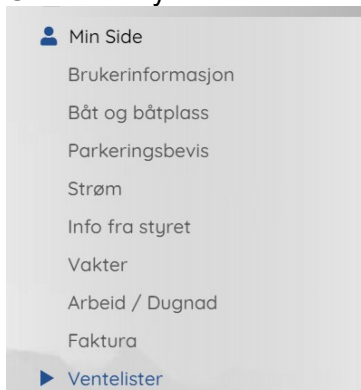 Min Side
Brukerinformasjon
Båt og båtplass
Parkeringsbevis
Strøm
Info fra styret
Vakter
Arbeid / Dugnad
Faktura
Ventelister